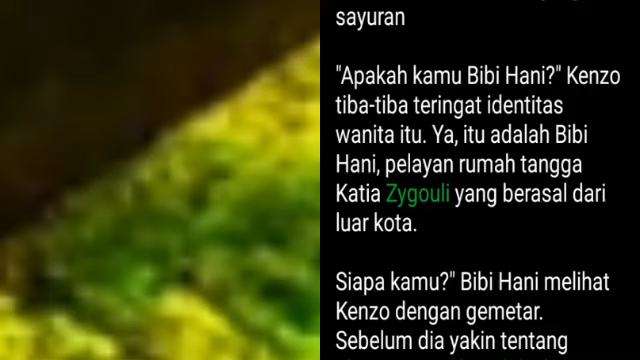 sayuran
"Apakah kamu Bibi Hani?" Kenzo
tiba-tiba teringat identitas
wanita itu. Ya, itu adalah Bibi
Hani, pelayan rumah tangga
Katia Zygouli yang berasal dari
luar kota.
Siapa kamu?" Bibi Hani melihat
Kenzo dengan gemetar.
Sebelum dia yakin tentang